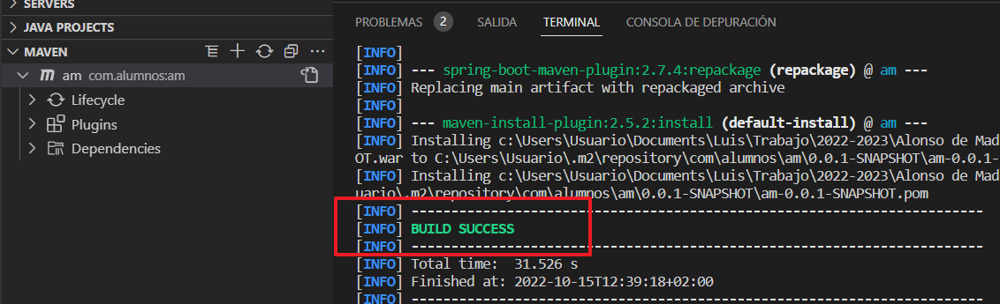 SERVERS
JAVA PROJECTS
MAVEN
am com.alumnos:am
Lifecycle
Plugins
Dependencies
PROBLEMAS 2 SALIDA TERMINAL CONSOLA DE DEPURACIÓN
[INFO]
[INFO] --- spring-boot-maven-plugin:2.7.4:repackage (repackage) @ am ---
[INFO] Replacing main artifact with repackaged archive
[INFO]
[INFO] --- maven-install-plugin:2.5.2:install (default-install) @ am ---
[INFO] Installing c:\Users\Usuario\Documents\Luis\Trabajo\2022-2023\Alonso de Mad
OT.war to C:\Users\Usuario\.m2\repository\com\alumnos\am\0.0.1-SNAPSHOT\am-0.0.1-
[INFO] Installing c:\Users\Usuario\Documents\Luis\Trabajo\2022-2023\Alonso de Mad
uario\.m2\repository\com\alumnos\am\0.0.1-SNAPSHOT\am-0.0.1-SNAPSHOT.pom
[INFO] ------------------------------------------------------------------------
[INFO] BUILD SUCCESS
[INFO] ------------------------------------------------------------------------
[INFO] Total time:  31.526 s
[INFO] Finished at: 2022-10-15T12:39:18+02:00
[INFO] ------------------------------------------------------------------------